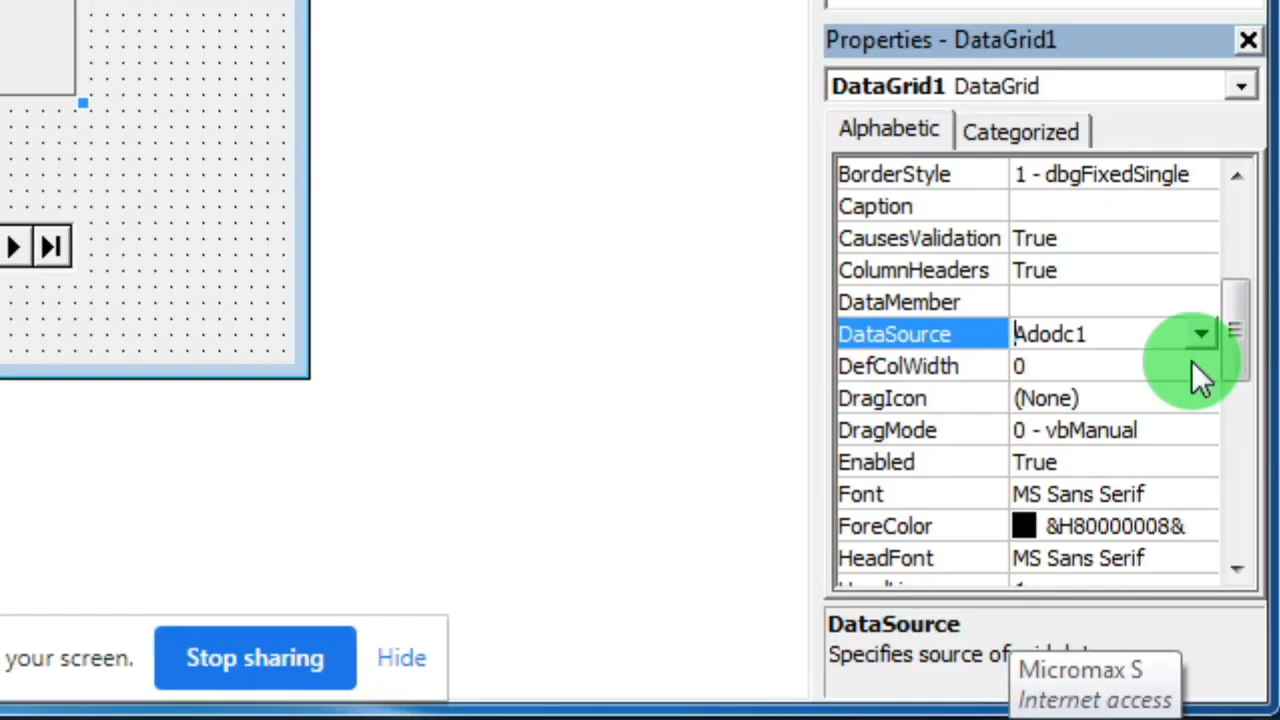 Properties - DataGrid1
DataGrid1 DataGrid
Alphabetic Categorized
BorderStyle 1 - dbgFixedSingle
Caption
CausesValidation True
ColumnHeaders True
DataMember
DataSource Adodc1
DefColWidth 0
DragIcon (None)
DragMode 0 - vbManual
Enabled True
Font MS Sans Serif
ForeColor &H80000008&
HeadFont MS Sans Serif
your screen. Stop sharing Hide
DataSource
Specifies source of
Micromax S
Internet access